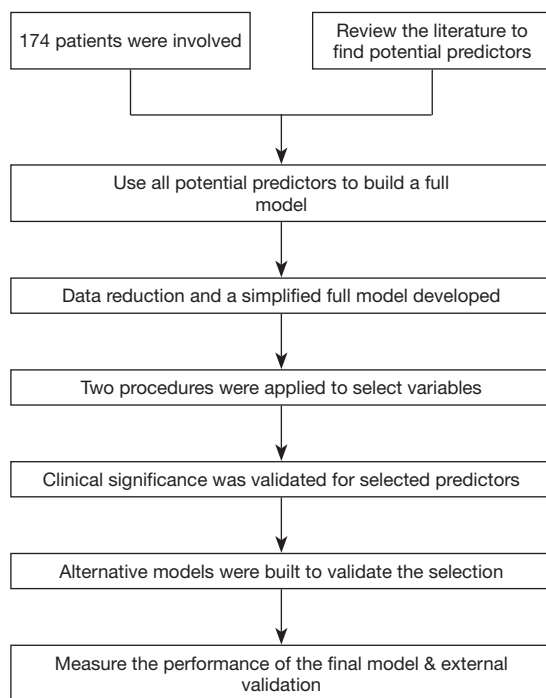 174 patients were involved
Review the literature to
find potential predictors
Use all potential predictors to build a full
model
Data reduction and a simplified full model developed
Two procedures were applied to select variables
Clinical significance was validated for selected predictors
Alternative models were built to validate the selection
Measure the performance of the final model & external
validation